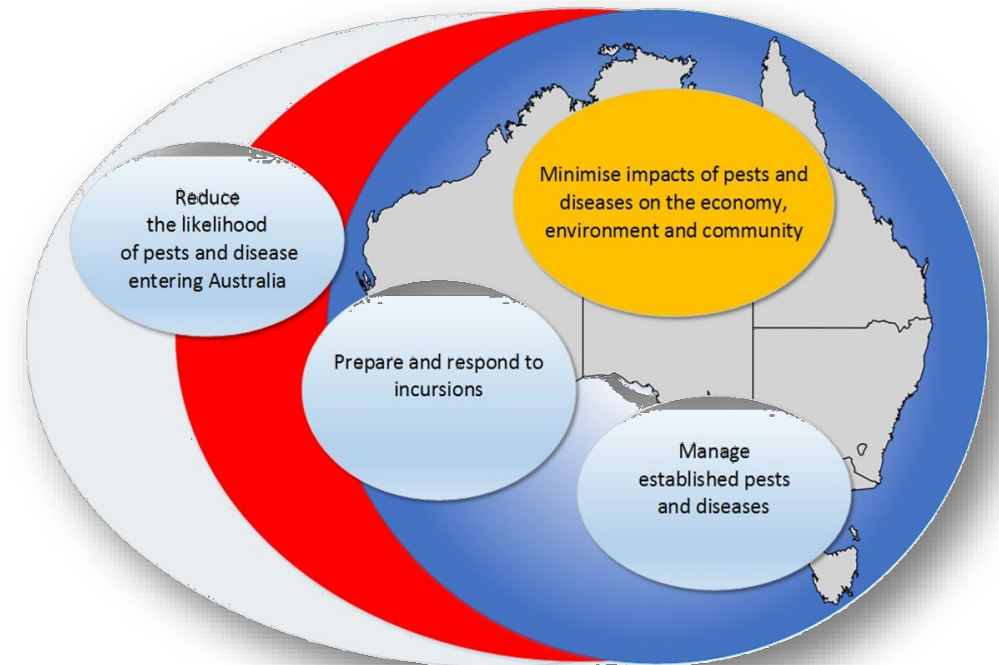 Minimise impacts of pests and
diseases on the economy,
environment and community
Reduce
the likelihood
of pests and disease
entering Australia
Prepare and respond to
incursions
Manage
established pests
and diseases